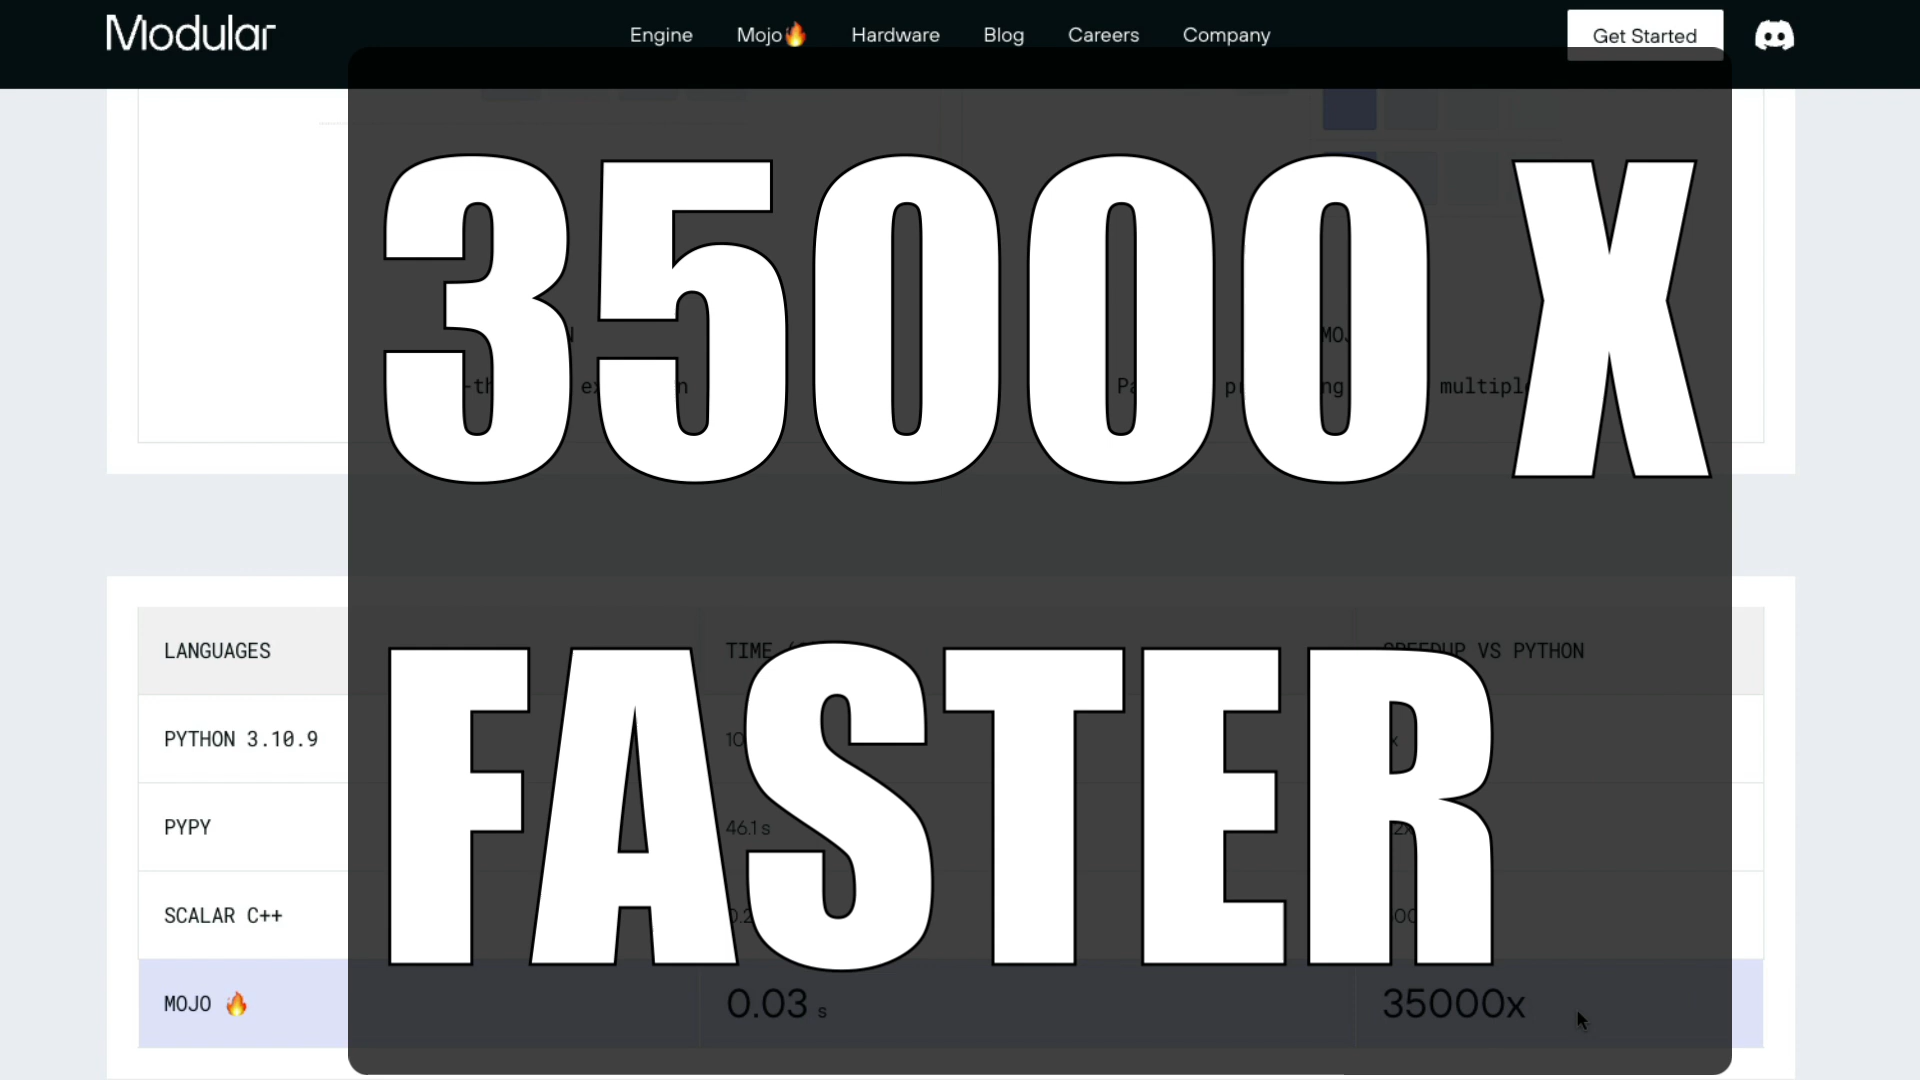 Modular
Engine Mojo🔥 Hardware Blog Careers Company
Get Started
35000 X
multiple
FASTER
LANGUAGES TIME SPEEDUP VS PYTHON
PYTHON 3.10.9
PYPY 46.1 s
SCALAR C++
MOJO 🔥 0.03 s 35000x